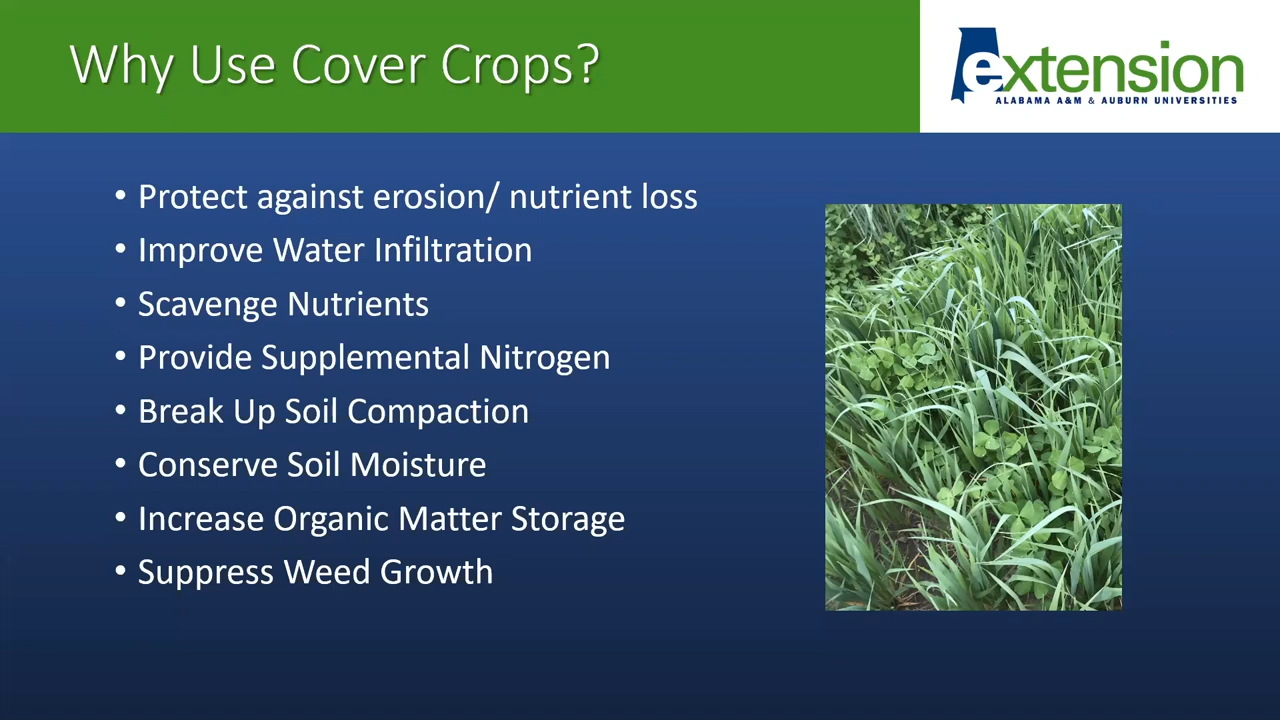 Why Use Cover Crops?
extension
ALABAMA A&M & AUBURN UNIVERSITIES
• Protect against erosion/ nutrient loss
• Improve Water Infiltration
• Scavenge Nutrients
• Provide Supplemental Nitrogen
• Break Up Soil Compaction
• Conserve Soil Moisture
• Increase Organic Matter Storage
• Suppress Weed Growth